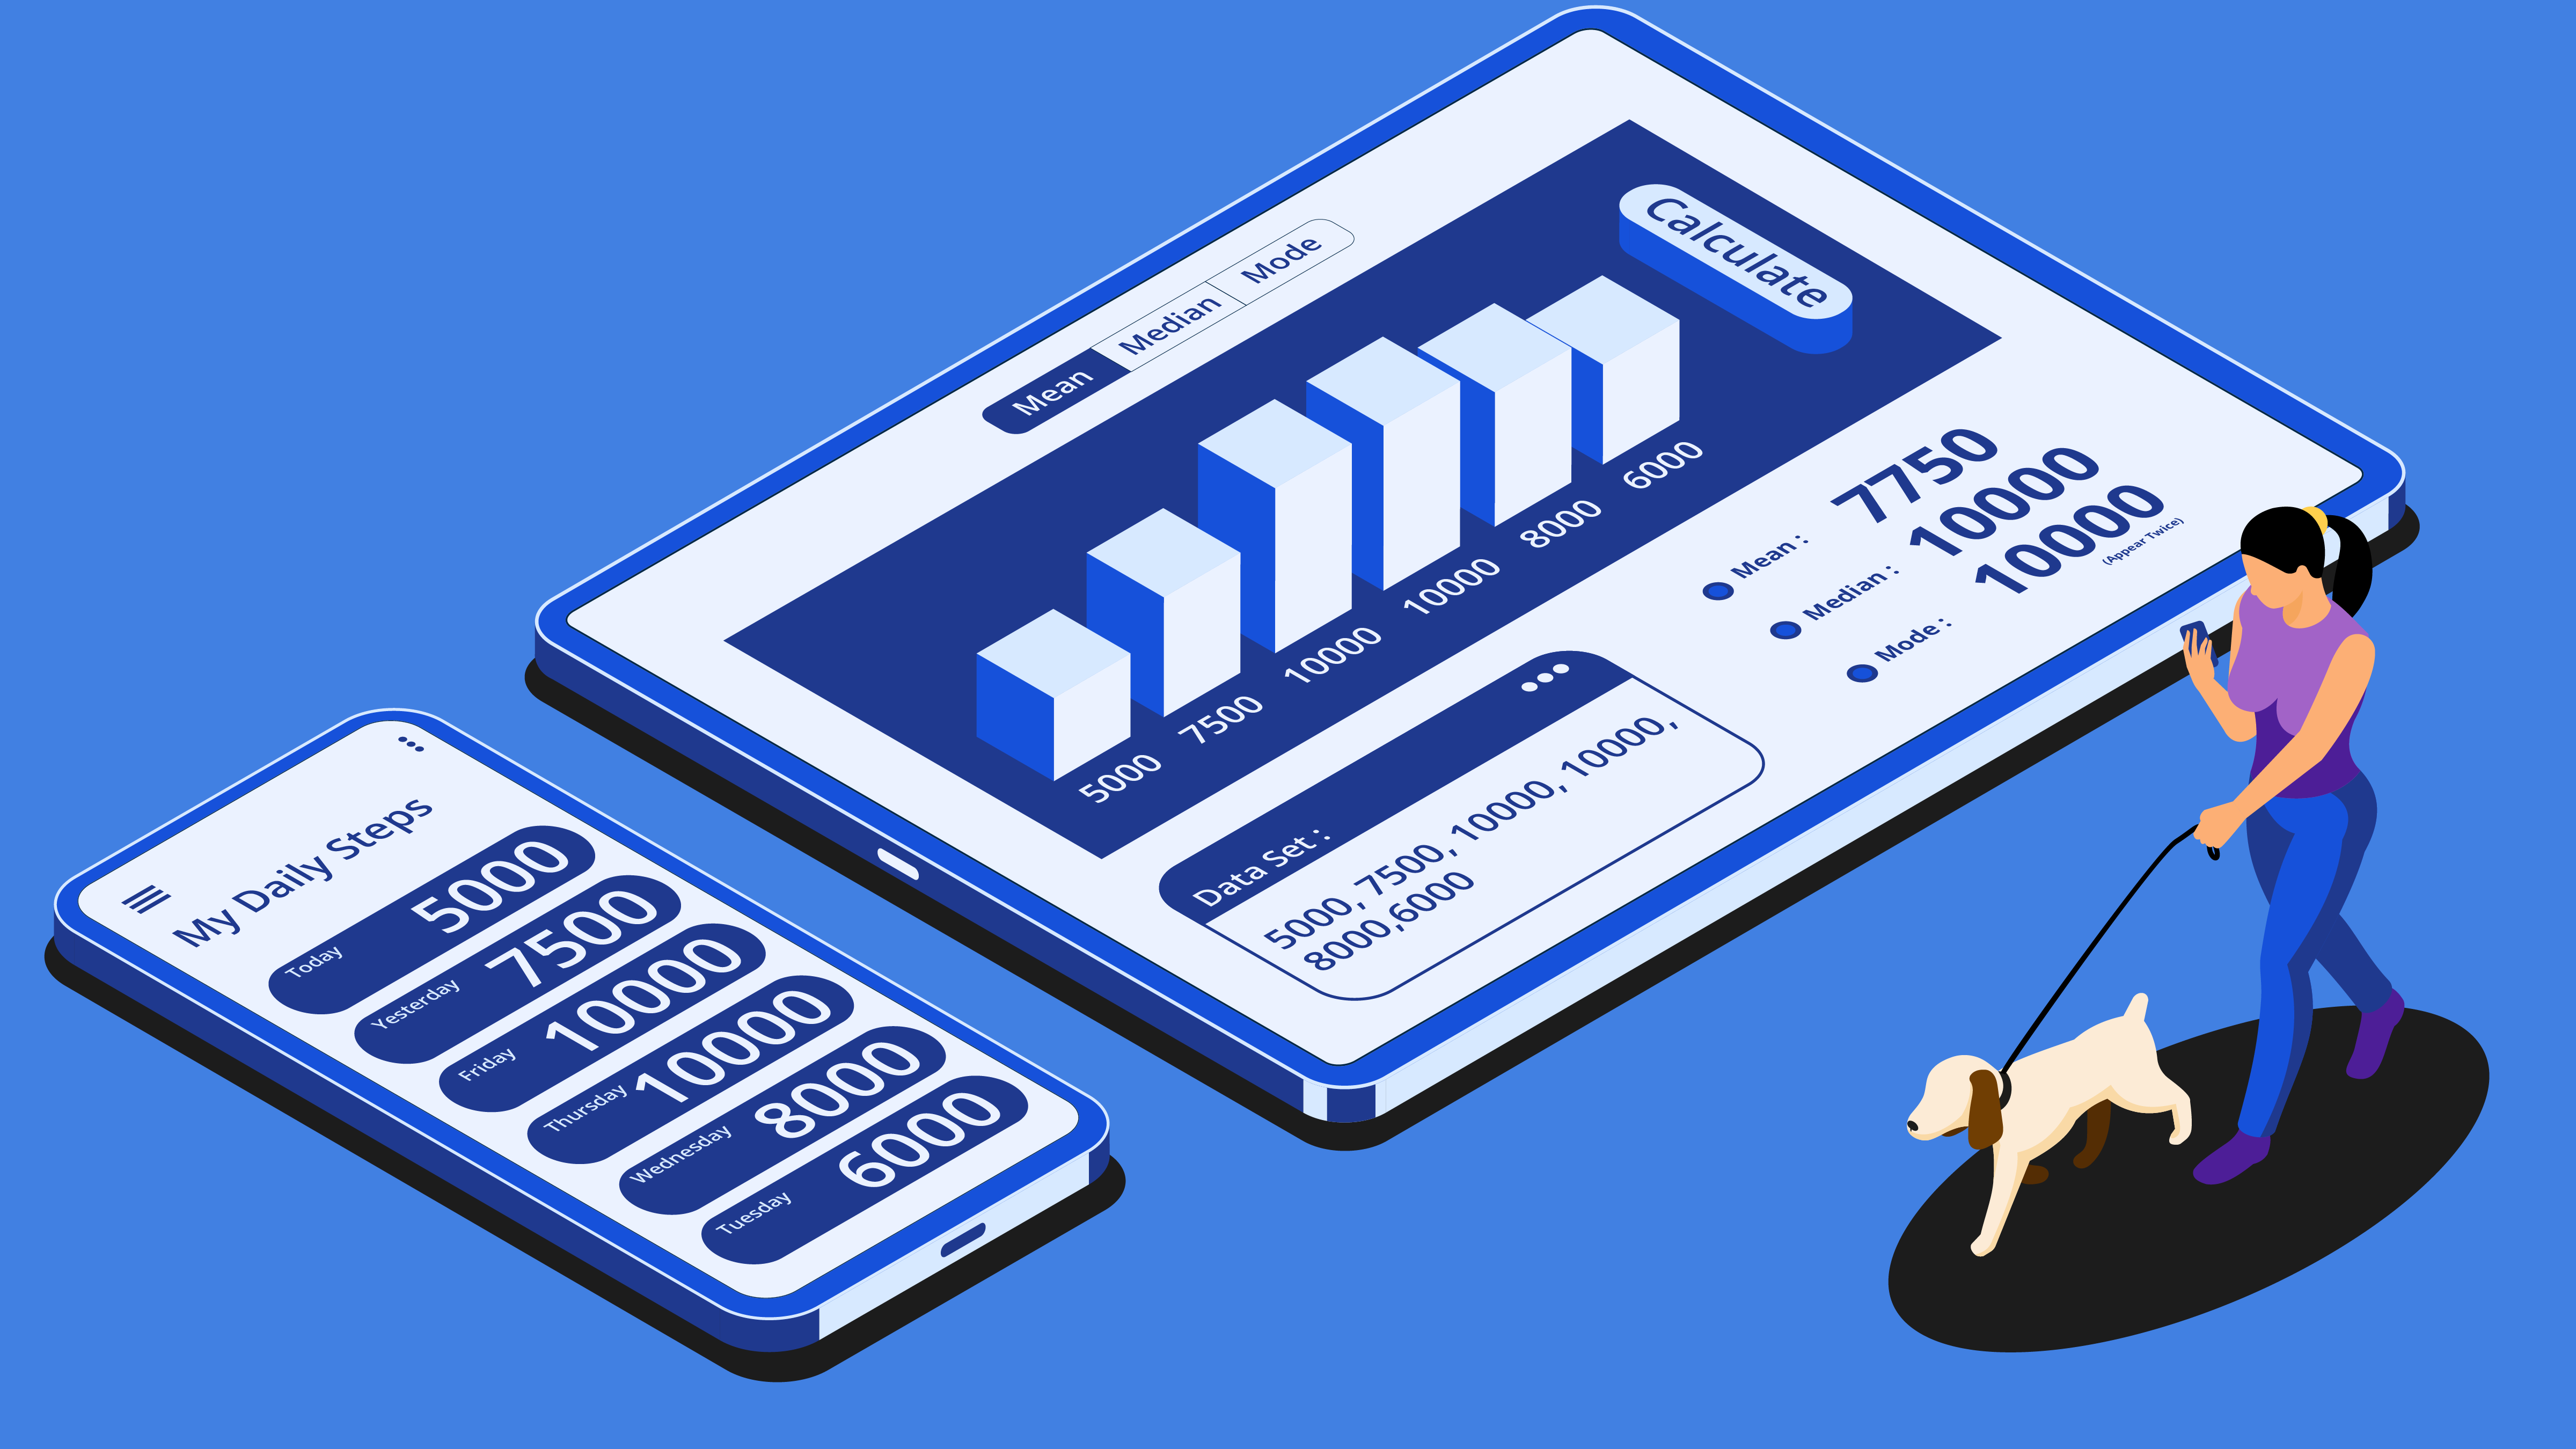 My Daily Steps
Today 5000
Yesterday 7500
Friday 10000
Thursday 10000
Wednesday 8000
Tuesday 6000
Mean Median Mode
Calculate
5000 7500 10000 10000 8000 6000
Data Set :
5000, 7500, 10000, 10000,
8000,6000
Mean : 7750
Median : 10000
Mode : 10000
(Appear Twice)